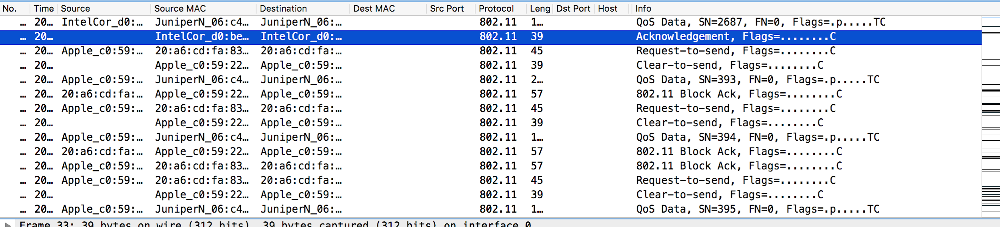 No. Time Source Source MAC Destination Dest MAC Src Port Protocol Leng Dst Port Host Info
… 20… IntelCor_d0:… JuniperN_06:c4… JuniperN_06:… 802.11 1… QoS Data, SN=2687, FN=0, Flags=.p.....TC
… 20… IntelCor_d0:be… IntelCor_d0:… 802.11 39 Acknowledgement, Flags=........C
… 20… Apple_c0:59:… 20:a6:cd:fa:83… 20:a6:cd:fa:… 802.11 45 Request-to-send, Flags=........C
… 20… Apple_c0:59:22… Apple_c0:59:… 802.11 39 Clear-to-send, Flags=........C
… 20… Apple_c0:59:… JuniperN_06:c4… JuniperN_06:… 802.11 2… QoS Data, SN=393, FN=0, Flags=.p.....TC
… 20… 20:a6:cd:fa:… Apple_c0:59:22… Apple_c0:59:… 802.11 57 802.11 Block Ack, Flags=........C
… 20… Apple_c0:59:… 20:a6:cd:fa:83… 20:a6:cd:fa:… 802.11 45 Request-to-send, Flags=........C
… 20… Apple_c0:59:22… Apple_c0:59:… 802.11 39 Clear-to-send, Flags=........C
… 20… Apple_c0:59:… JuniperN_06:c4… JuniperN_06:… 802.11 1… QoS Data, SN=394, FN=0, Flags=.p.....TC
… 20… 20:a6:cd:fa:… Apple_c0:59:22… Apple_c0:59:… 802.11 57 802.11 Block Ack, Flags=........C
… 20… Apple_c0:59:… 20:a6:cd:fa:83… 20:a6:cd:fa:… 802.11 57 802.11 Block Ack, Flags=........C
… 20… Apple_c0:59:… 20:a6:cd:fa:83… 20:a6:cd:fa:… 802.11 45 Request-to-send, Flags=........C
… 20… Apple_c0:59:22… Apple_c0:59:… 802.11 39 Clear-to-send, Flags=........C
… 20… Apple_c0:59:… JuniperN_06:c4… JuniperN_06:… 802.11 1… QoS Data, SN=395, FN=0, Flags=.p.....TC
Frame 33: 39 bytes on wire (312 bits), 39 bytes captured (312 bits) on interface 0